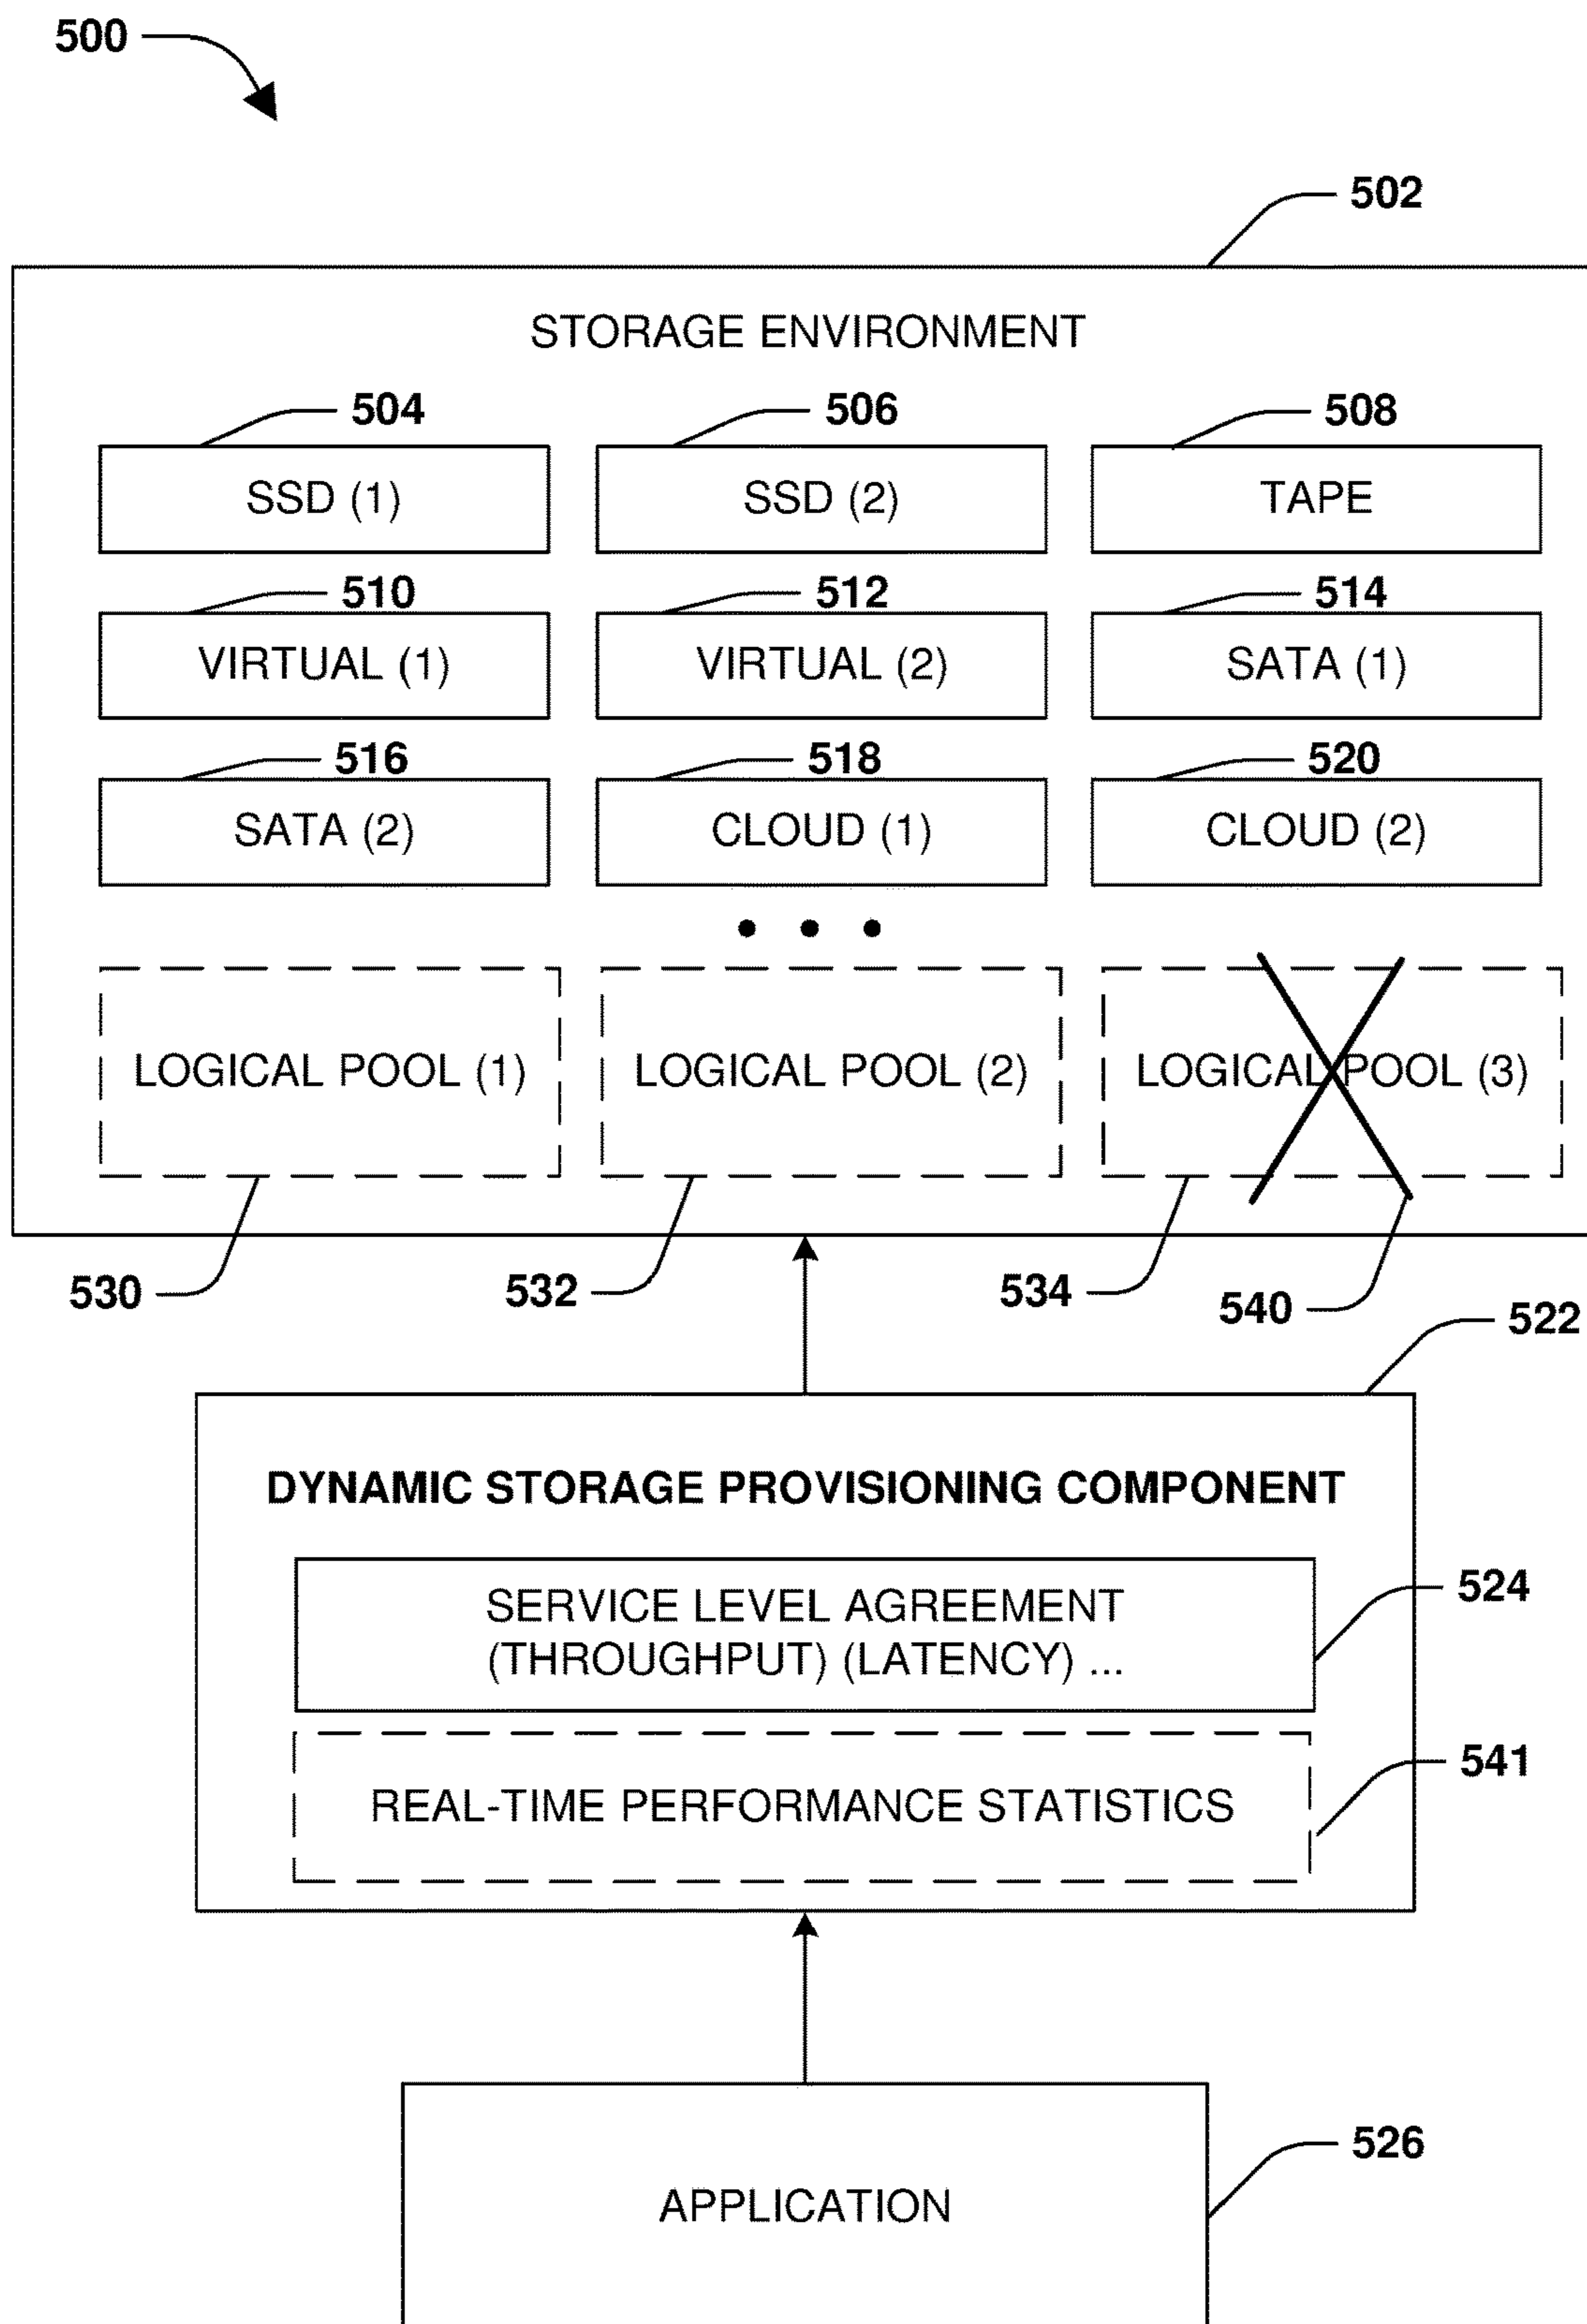 500
502
STORAGE ENVIRONMENT
504
506
508
SSD (1)
SSD (2)
TAPE
510
512
514
VIRTUAL (1)
VIRTUAL (2)
SATA (1)
516
518
520
SATA (2)
CLOUD (1)
CLOUD (2)
• • •
LOGICAL POOL (1)
LOGICAL POOL (2)
LOGICAL POOL (3)
530
532
534
540
522
DYNAMIC STORAGE PROVISIONING COMPONENT
SERVICE LEVEL AGREEMENT
(THROUGHPUT) (LATENCY) ...
524
REAL-TIME PERFORMANCE STATISTICS
541
526
APPLICATION